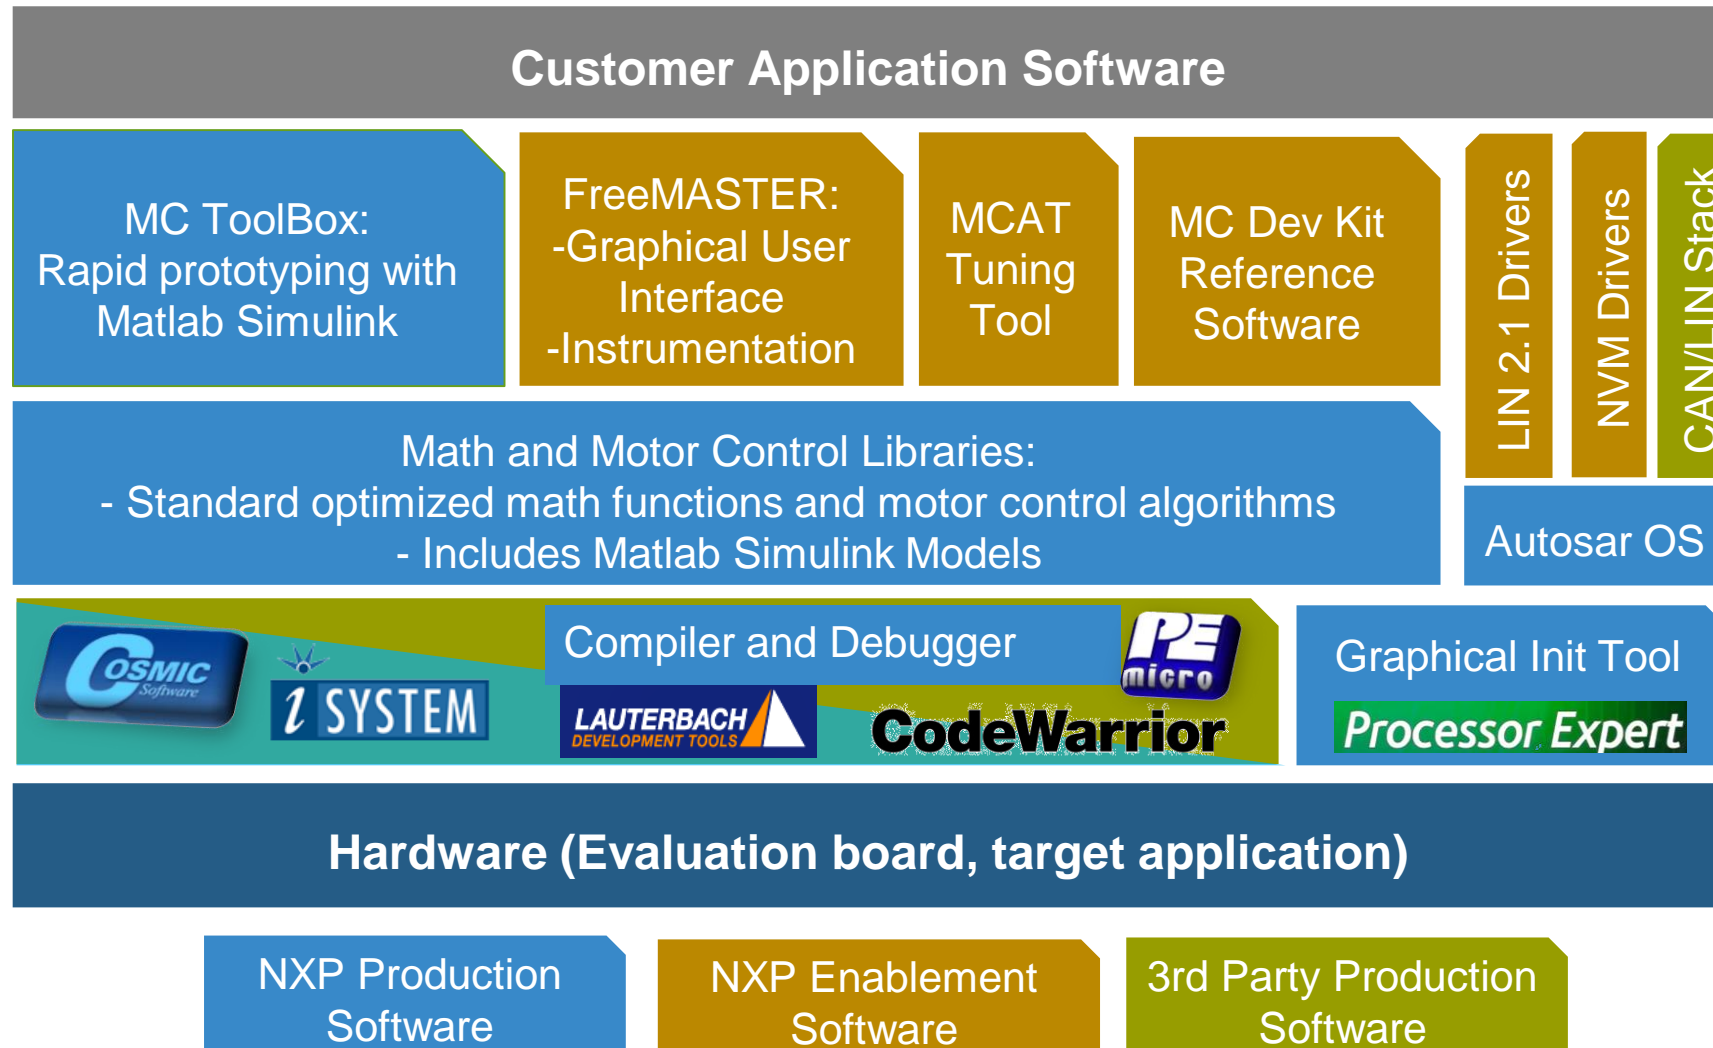 Customer Application Software
MC ToolBox:
Rapid prototyping with
Matlab Simulink
FreeMASTER:
-Graphical User
Interface
-Instrumentation
MCAT
Tuning
Tool
MC Dev Kit
Reference
Software
LIN 2.1 Drivers
NVM Drivers
CAN/LIN Stack
Math and Motor Control Libraries:
- Standard optimized math functions and motor control algorithms
- Includes Matlab Simulink Models
Autosar OS
COSMIC
Software
i SYSTEM
Compiler and Debugger
LAUTERBACH
DEVELOPMENT TOOLS
PE
micro
CodeWarrior
Graphical Init Tool
Processor Expert
Hardware (Evaluation board, target application)
NXP Production
Software
NXP Enablement
Software
3rd Party Production
Software